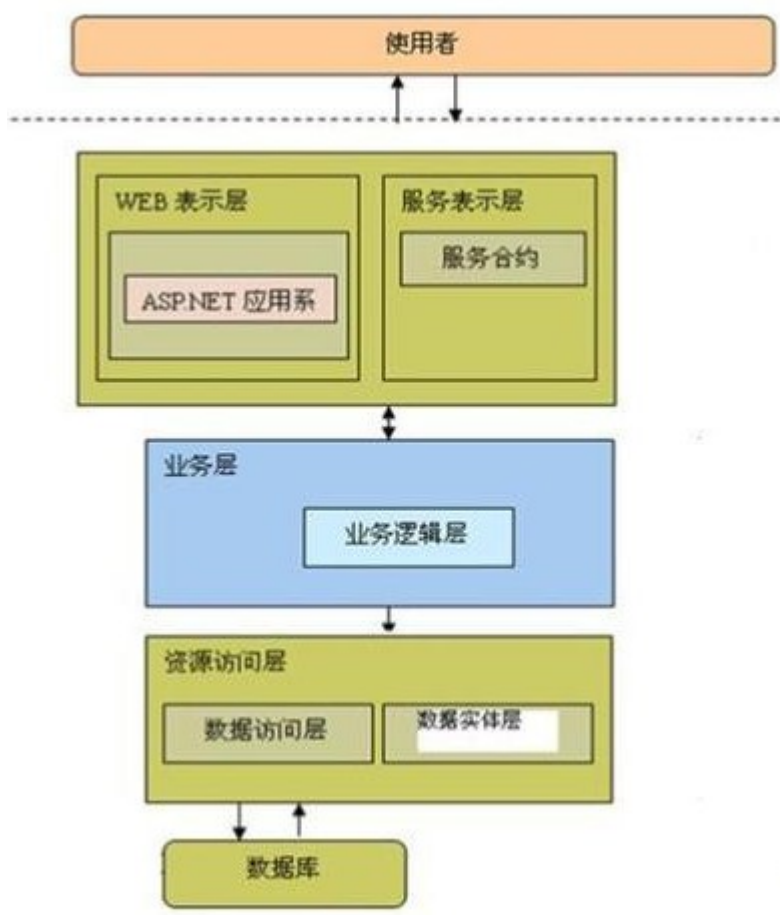 使用者
WEB 表示层
服务表示层
服务合约
ASP.NET 应用系
业务层
业务逻辑层
资源访问层
数据访问层
数据实体层
数据库